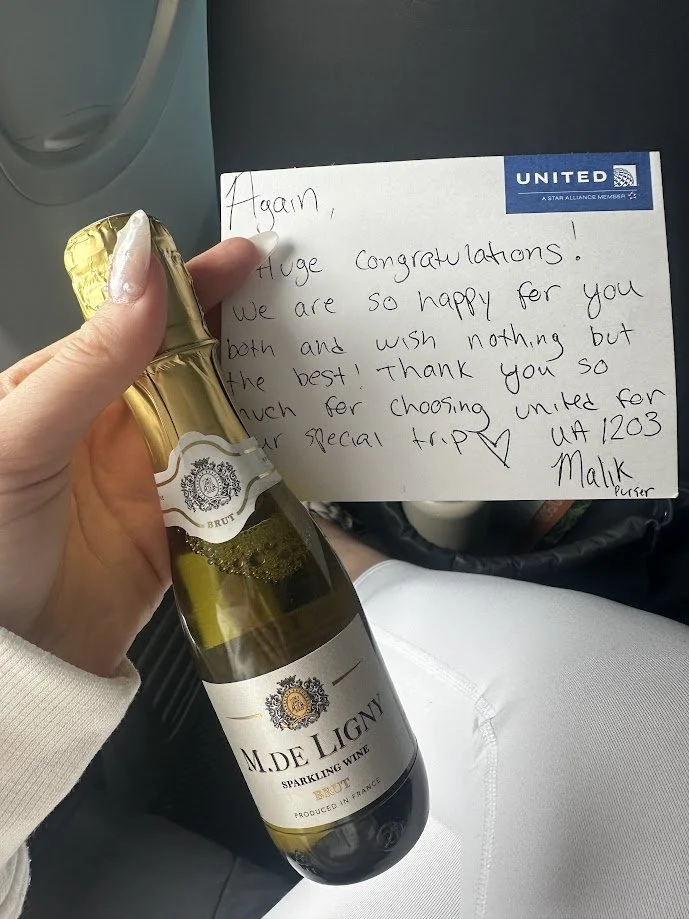 UNITED
A STAR ALLIANCE MEMBER
Again,
Huge congratulations!
we are so happy for you
both and wish nothing but
the best! Thank you so
much for choosing united for
ur special trip
UA 1203
Malik
Purser
BRUT
M.DE LIGNY
SPARKLING WINE
BRUT
PRODUCED IN FRANCE